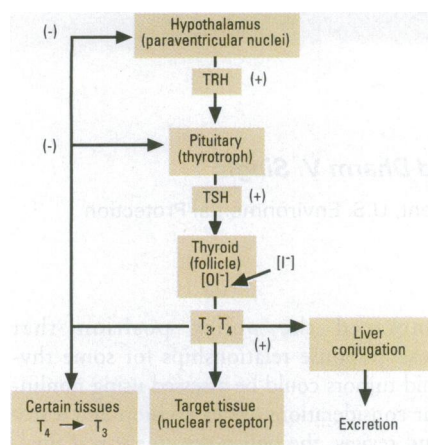 (-)
Hypothalamus
(paraventricular nuclei)
TRH
(+)
(-)
Pituitary
(thyrotroph)
TSH
(+)
Thyroid
(follicle)
[OI⁻]
[I⁻]
T₃, T₄
(+)
Liver
conjugation
Certain tissues
T₄ → T₃
Target tissue
(nuclear receptor)
Excretion